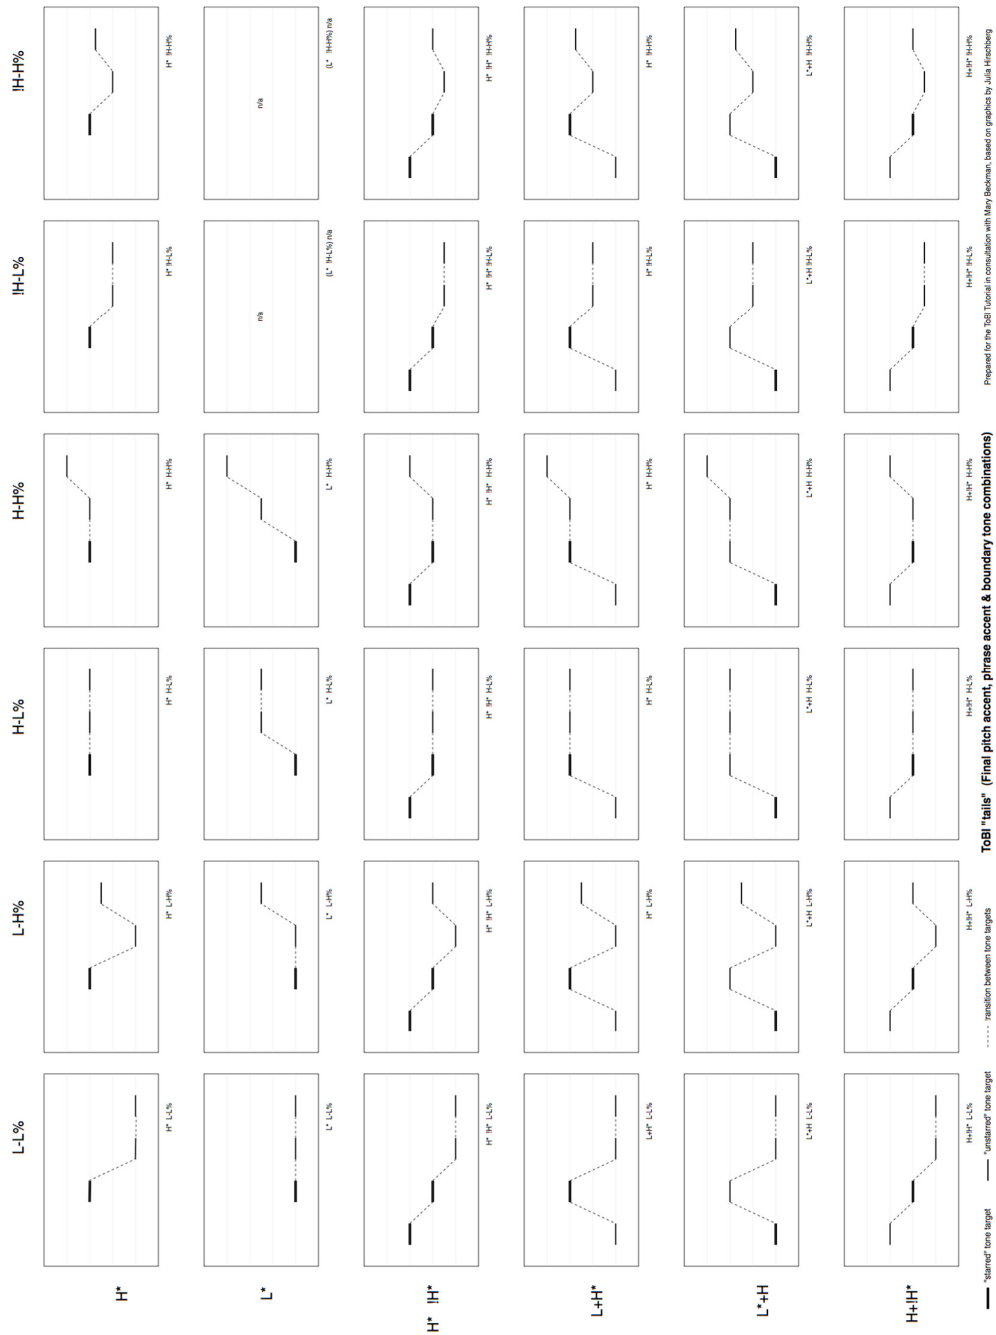 L-L% L-H% H-L% H-H% !H-L% !H-H%
H*
H* L-L% H* L-H% H* H-L% H* H-H% H* !H-L% H* !H-H%
L* n/a n/a
L* L-L% L* L-H% L* H-L% L* H-H% (L* !H-L%) n/a (L* !H-H%) n/a
H* !H*
H* !H* L-L% H* !H* L-H% H* !H* H-L% H* !H* H-H% H* !H* !H-L% H* !H* !H-H%
L+H*
L+H* L-L% H* L-H% H* H-L% H* H-H% H* !H-L% H* !H-H%
L*+H
L*+H L-L% L*+H L-H% L*+H H-L% L*+H H-H% L*+H !H-L% L*+H !H-H%
H+!H*
H+!H* L-L% H+!H* L-H% H+!H* H-L% H+!H* H-H% H+!H* !H-L% H+!H* !H-H%
"starred" tone target "unstarred" tone target transition between tone targets ToBI "tails" (Final pitch accent, phrase accent & boundary tone combinations) Prepared for the ToBI Tutorial in consultation with Mary Beckman, based on graphics by Julia Hirschberg